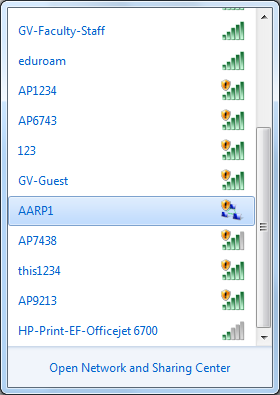 GV-Faculty-Staff
eduroam
AP1234
AP6743
123
GV-Guest
AARP1
AP7438
this1234
AP9213
HP-Print-EF-Officejet 6700
Open Network and Sharing Center